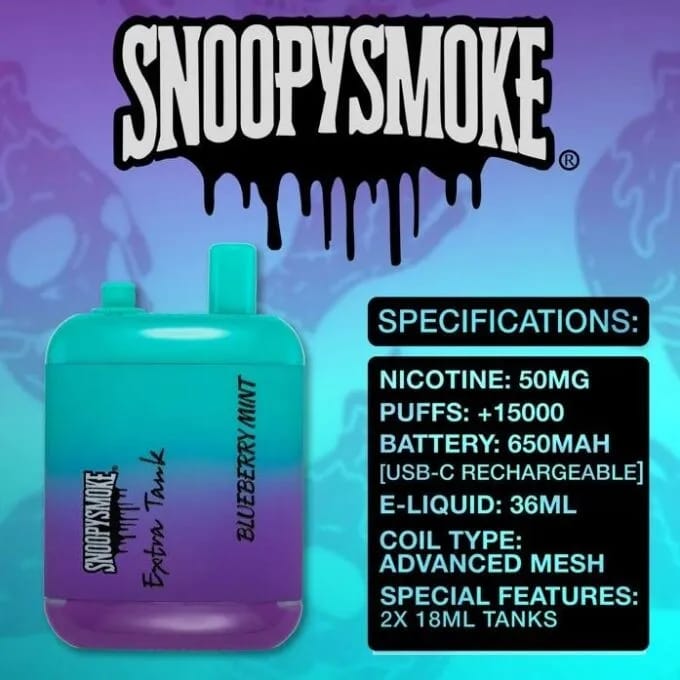 SNOOPYSMOKE®
SPECIFICATIONS:
NICOTINE: 50MG
PUFFS: +15000
BATTERY: 650MAH
[USB-C RECHARGEABLE]
E-LIQUID: 36ML
COIL TYPE:
ADVANCED MESH
SPECIAL FEATURES:
2X 18ML TANKS
SNOOPYSMOKE®
Extra Tank
BLUEBERRY MINT